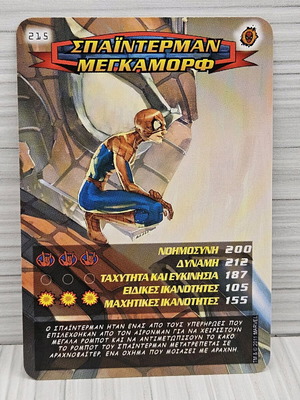 215
ΣΠΑΪΝΤΕΡΜΑΝ
ΜΕΓΚΑΜΟΡΦ
ΝΟΗΜΟΣΥΝΗ 200
ΔΥΝΑΜΗ 212
ΤΑΧΥΤΗΤΑ ΚΑΙ ΕΥΚΙΝΗΣΙΑ 187
ΕΙΔΙΚΕΣ ΙΚΑΝΟΤΗΤΕΣ 105
ΜΑΧΗΤΙΚΕΣ ΙΚΑΝΟΤΗΤΕΣ 155
Ο ΣΠΑΪΝΤΕΡΜΑΝ ΗΤΑΝ ΕΝΑΣ ΑΠΟ ΤΟΥΣ ΥΠΕΡΗΡΩΕΣ ΠΟΥ
ΕΠΙΛΕΧΘΗΚΑΝ ΑΠΟ ΤΟΝ ΑΪΟΝΜΑΝ ΓΙΑ ΝΑ ΧΕΙΡΙΣΤΟΥΝ
ΜΕΓΑΛΑ ΡΟΜΠΟΤ ΚΑΙ ΝΑ ΑΝΤΙΜΕΤΩΠΙΣΟΥΝ ΤΟ ΚΑΚΟ
ΤΟ ΡΟΜΠΟΤ ΤΟΥ ΣΠΑΪΝΤΕΡΜΑΝ ΜΕΤΑΤΡΕΠΕΤΑΙ ΣΕ
ΑΡΑΧΝΟΒΑΪΤΕΡ ΕΝΑ ΟΧΗΜΑ ΠΟΥ ΜΟΙΑΖΕΙ ΜΕ ΑΡΑΧΝΗ.